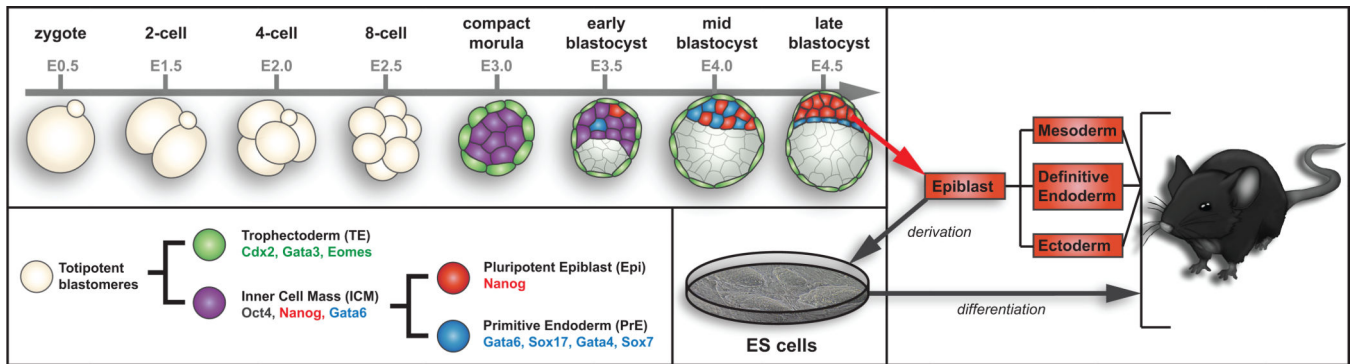 zygote
2-cell
4-cell
8-cell
compact
morula
early
blastocyst
mid
blastocyst
late
blastocyst
E0.5
E1.5
E2.0
E2.5
E3.0
E3.5
E4.0
E4.5
Totipotent
blastomeres
Trophectoderm (TE)
Cdx2, Gata3, Eomes
Inner Cell Mass (ICM)
Oct4, Nanog, Gata6
Pluripotent Epiblast (Epi)
Nanog
Primitive Endoderm (PrE)
Gata6, Sox17, Gata4, Sox7
ES cells
derivation
Epiblast
Mesoderm
Definitive
Endoderm
Ectoderm
differentiation